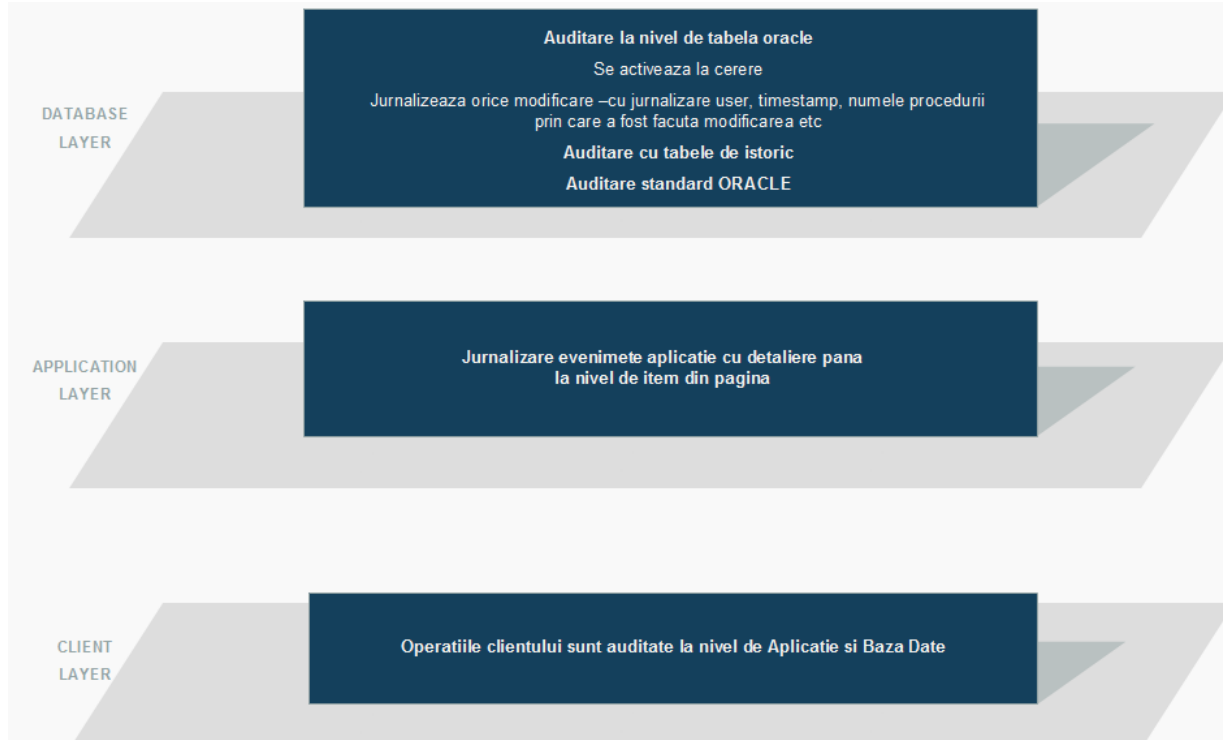 Auditare la nivel de tabela oracle
Se activeaza la cerere
Jurnalizeaza orice modificare –cu jurnalizare user, timestamp, numele procedurii
prin care a fost facuta modificarea etc
Auditare cu tabele de istoric
Auditare standard ORACLE
DATABASE
LAYER
Jurnalizare evenimete aplicatie cu detaliere pana
la nivel de item din pagina
APPLICATION
LAYER
Operatiile clientului sunt auditate la nivel de Aplicatie si Baza Date
CLIENT
LAYER